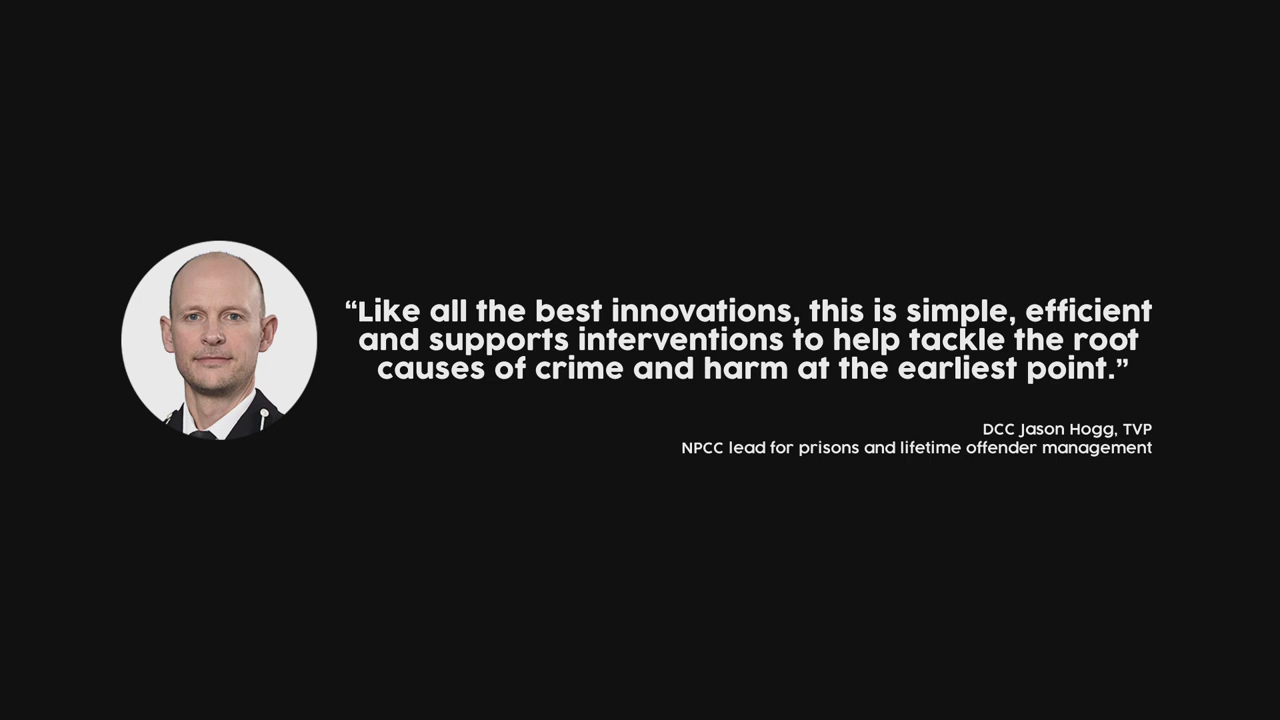 “Like all the best innovations, this is simple, efficient
and supports interventions to help tackle the root
causes of crime and harm at the earliest point.”
DCC Jason Hogg, TVP
NPCC lead for prisons and lifetime offender management